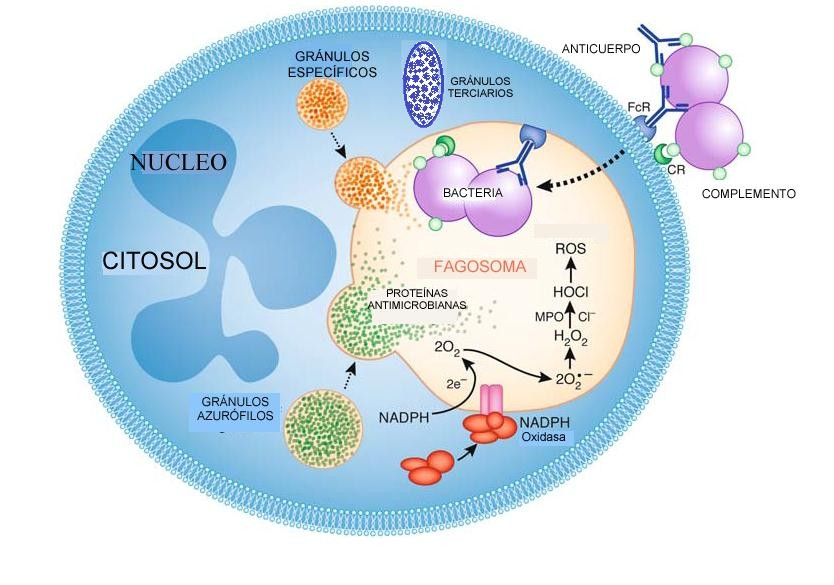 GRÁNULOS
ESPECÍFICOS
GRÁNULOS
TERCIARIOS
ANTICUERPO
FcR
CR
COMPLEMENTO
NUCLEO
BACTERIA
CITOSOL
FAGOSOMA
ROS
HOCl
MPO Cl⁻
H₂O₂
PROTEÍNAS
ANTIMICROBIANAS
2O₂
2O₂•⁻
2e⁻
NADPH
NADPH
Oxidasa
GRÁNULOS
AZURÓFILOS